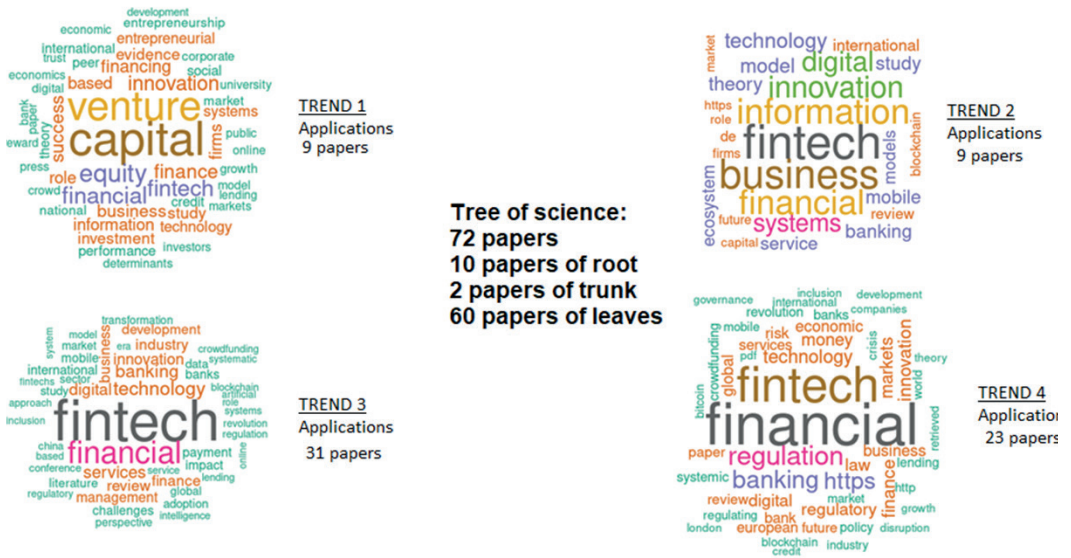 development
economic entrepreneurship
entrepreneurial
international evidence corporate
trust peer financing social
economics digital based innovation university
venture market
systems
bank paper success
capital
eward theory firms public
online
press role equity finance growth
crowd financial fintech model
lending
national credit markets
business study
information technology
investment investors
performance
determinants
TREND 1
Applications
9 papers
market technology international
model digital study
theory innovation
https information
role
de fintech
firms models blockchain
business
ecosystem financial mobile
future systems review
banking
capital service
TREND 2
Applications
9 papers
Tree of science:
72 papers
10 papers of root
2 papers of trunk
60 papers of leaves
transformation
system model business development
market era industry crowdfunding
mobile innovation data systematic
international banking banks
fintechs sector
study digital technology blockchain
artificial
approach fintech role
systems
inclusion revolution
regulation
china financial payment online
based
conference services service impact
literature review finance lending
regulatory management global
challenges adoption
perspective intelligence
TREND 3
Applications
31 papers
inclusion development
governance international
revolution banks companies
mobile risk economic
crowdfunding services money crisis markets innovation
pdf technology theory
global
bitcoin fintech world
financial retrieved
paper regulation law business
lending
systemic banking https finance http
review digital market
regulatory growth
regulating bank
london european future policy disruption
blockchain industry
credit
TREND 4
Application
23 papers